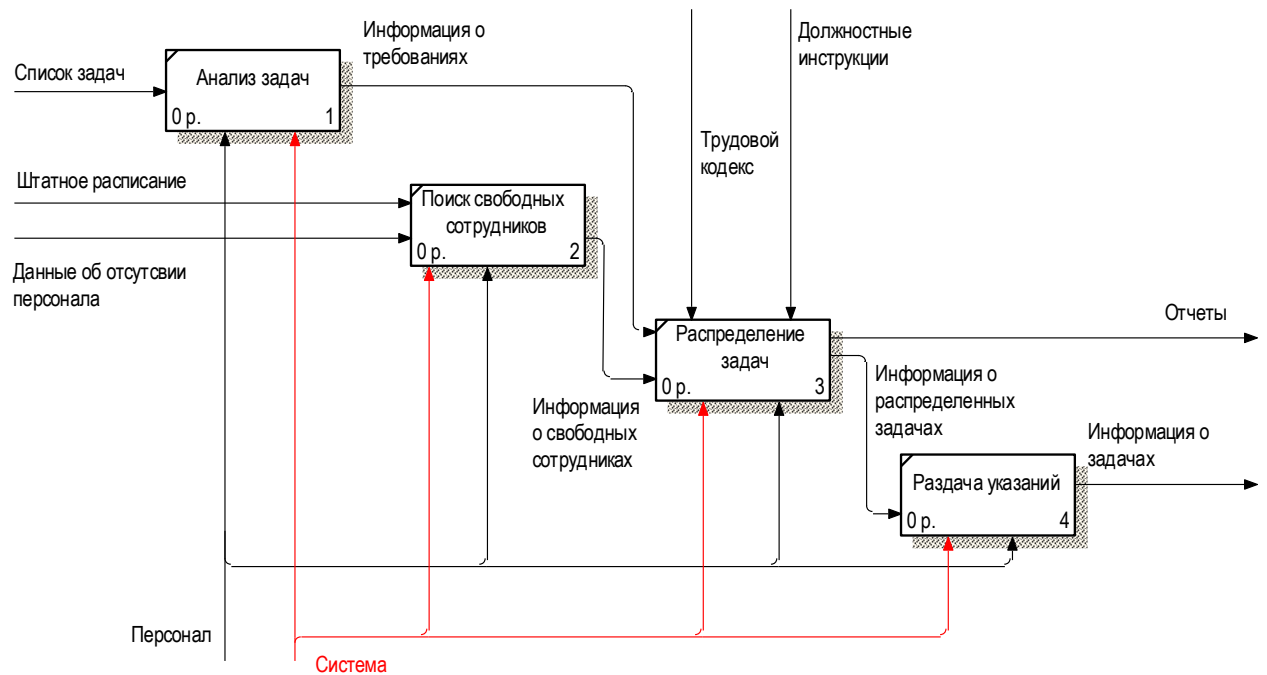 Информация о
требованиях
Должностные
инструкции
Список задач
Анализ задач
0 р. 1
Трудовой
кодекс
Штатное расписание
Поиск свободных
сотрудников
0 р. 2
Данные об отсутсвии
персонала
Отчеты
Распределение
задач
0 р. 3
Информация о
распределенных
задачах
Информация
о свободных
сотрудниках
Информация о
задачах
Раздача указаний
0 р. 4
Персонал
Система